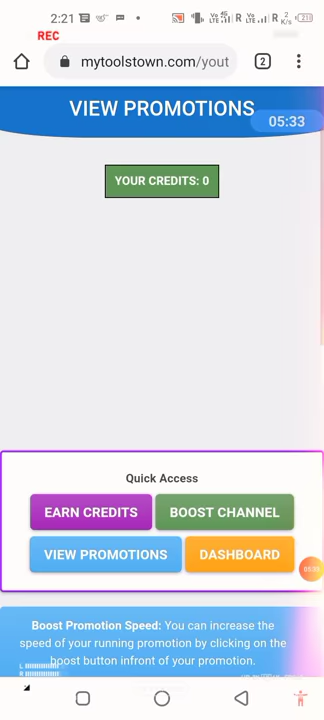 2:21
REC
mytoolstown.com/yout
2
VIEW PROMOTIONS
05:33
YOUR CREDITS: 0
Quick Access
EARN CREDITS
BOOST CHANNEL
VIEW PROMOTIONS
DASHBOARD
Boost Promotion Speed: You can increase the
speed of your running promotion by clicking on the
boost button infront of your promotion.
L
R